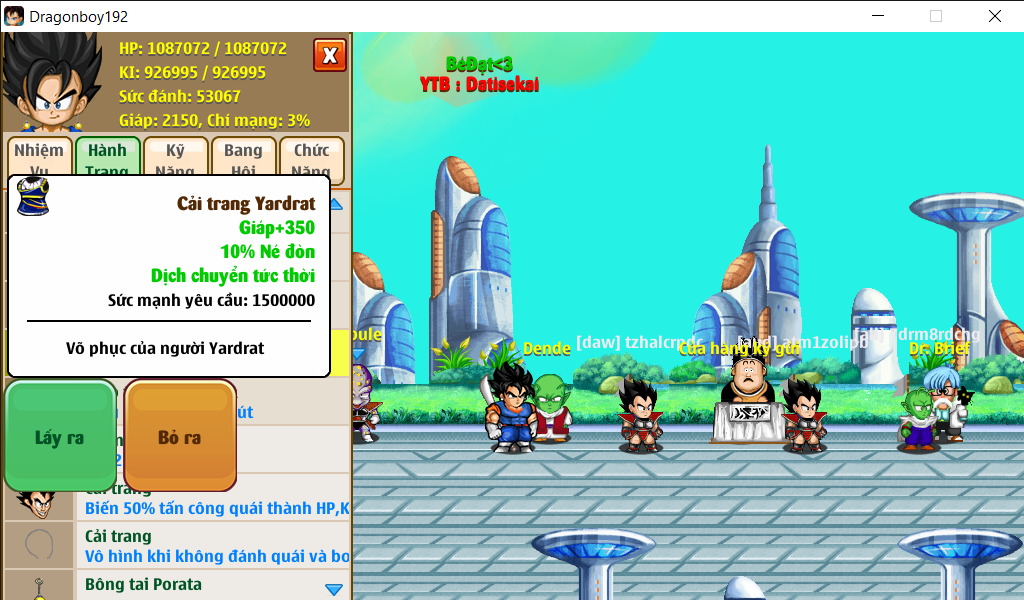 Dragonboy192
HP: 1087072 / 1087072
KI: 926995 / 926995
Sức đánh: 53067
Giáp: 2150, Chí mạng: 3%
X
Nhiệm Vụ
Hành Trang
Kỹ Năng
Bang Hội
Chức Năng
Cải trang Yardrat
Giáp+350
10% Né đòn
Dịch chuyển tức thời
Sức mạnh yêu cầu: 1500000
Võ phục của người Yardrat
Lấy ra
Bỏ ra
út
Cải trang
Biến 50% tấn công quái thành HP,K
Cải trang
Vô hình khi không đánh quái và bo
Bông tai Porata
BéĐạt<3
YTB : Datisekai
Dende
[daw] tzhalcrmdc
Cửa hàng Ký gửi
Dr. Brief